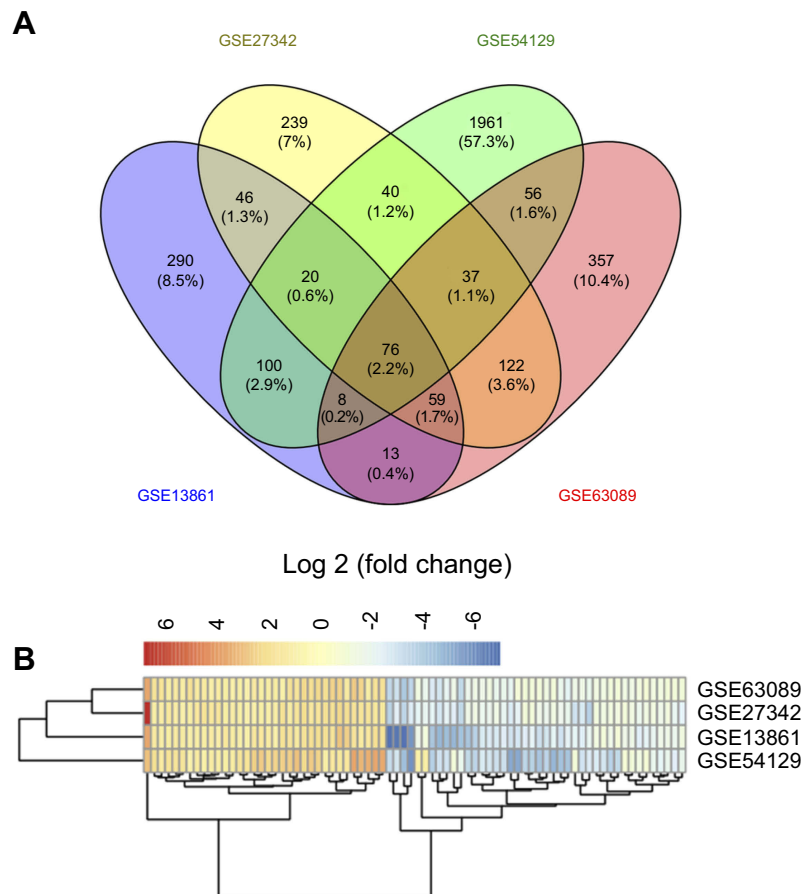 A
GSE27342
GSE54129
239
(7%)
1961
(57.3%)
46
(1.3%)
40
(1.2%)
56
(1.6%)
290
(8.5%)
20
(0.6%)
37
(1.1%)
357
(10.4%)
100
(2.9%)
76
(2.2%)
122
(3.6%)
8
(0.2%)
59
(1.7%)
13
(0.4%)
GSE13861
GSE63089
Log 2 (fold change)
6 4 2 0 -2 -4 -6
B
GSE63089
GSE27342
GSE13861
GSE54129